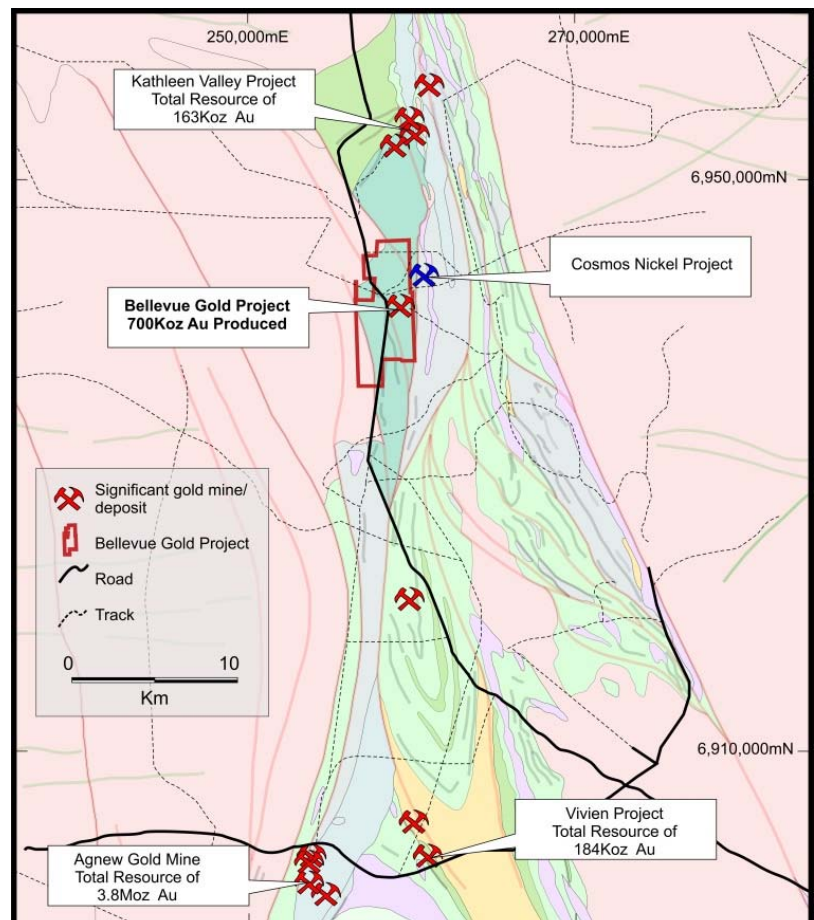 250,000mE
270,000mE
Kathleen Valley Project
Total Resource of
163Koz Au
6,950,000mN
Cosmos Nickel Project
Bellevue Gold Project
700Koz Au Produced
Significant gold mine/
deposit
Bellevue Gold Project
Road
Track
0
10
Km
6,910,000mN
Vivien Project
Total Resource of
184Koz Au
Agnew Gold Mine
Total Resource of
3.8Moz Au